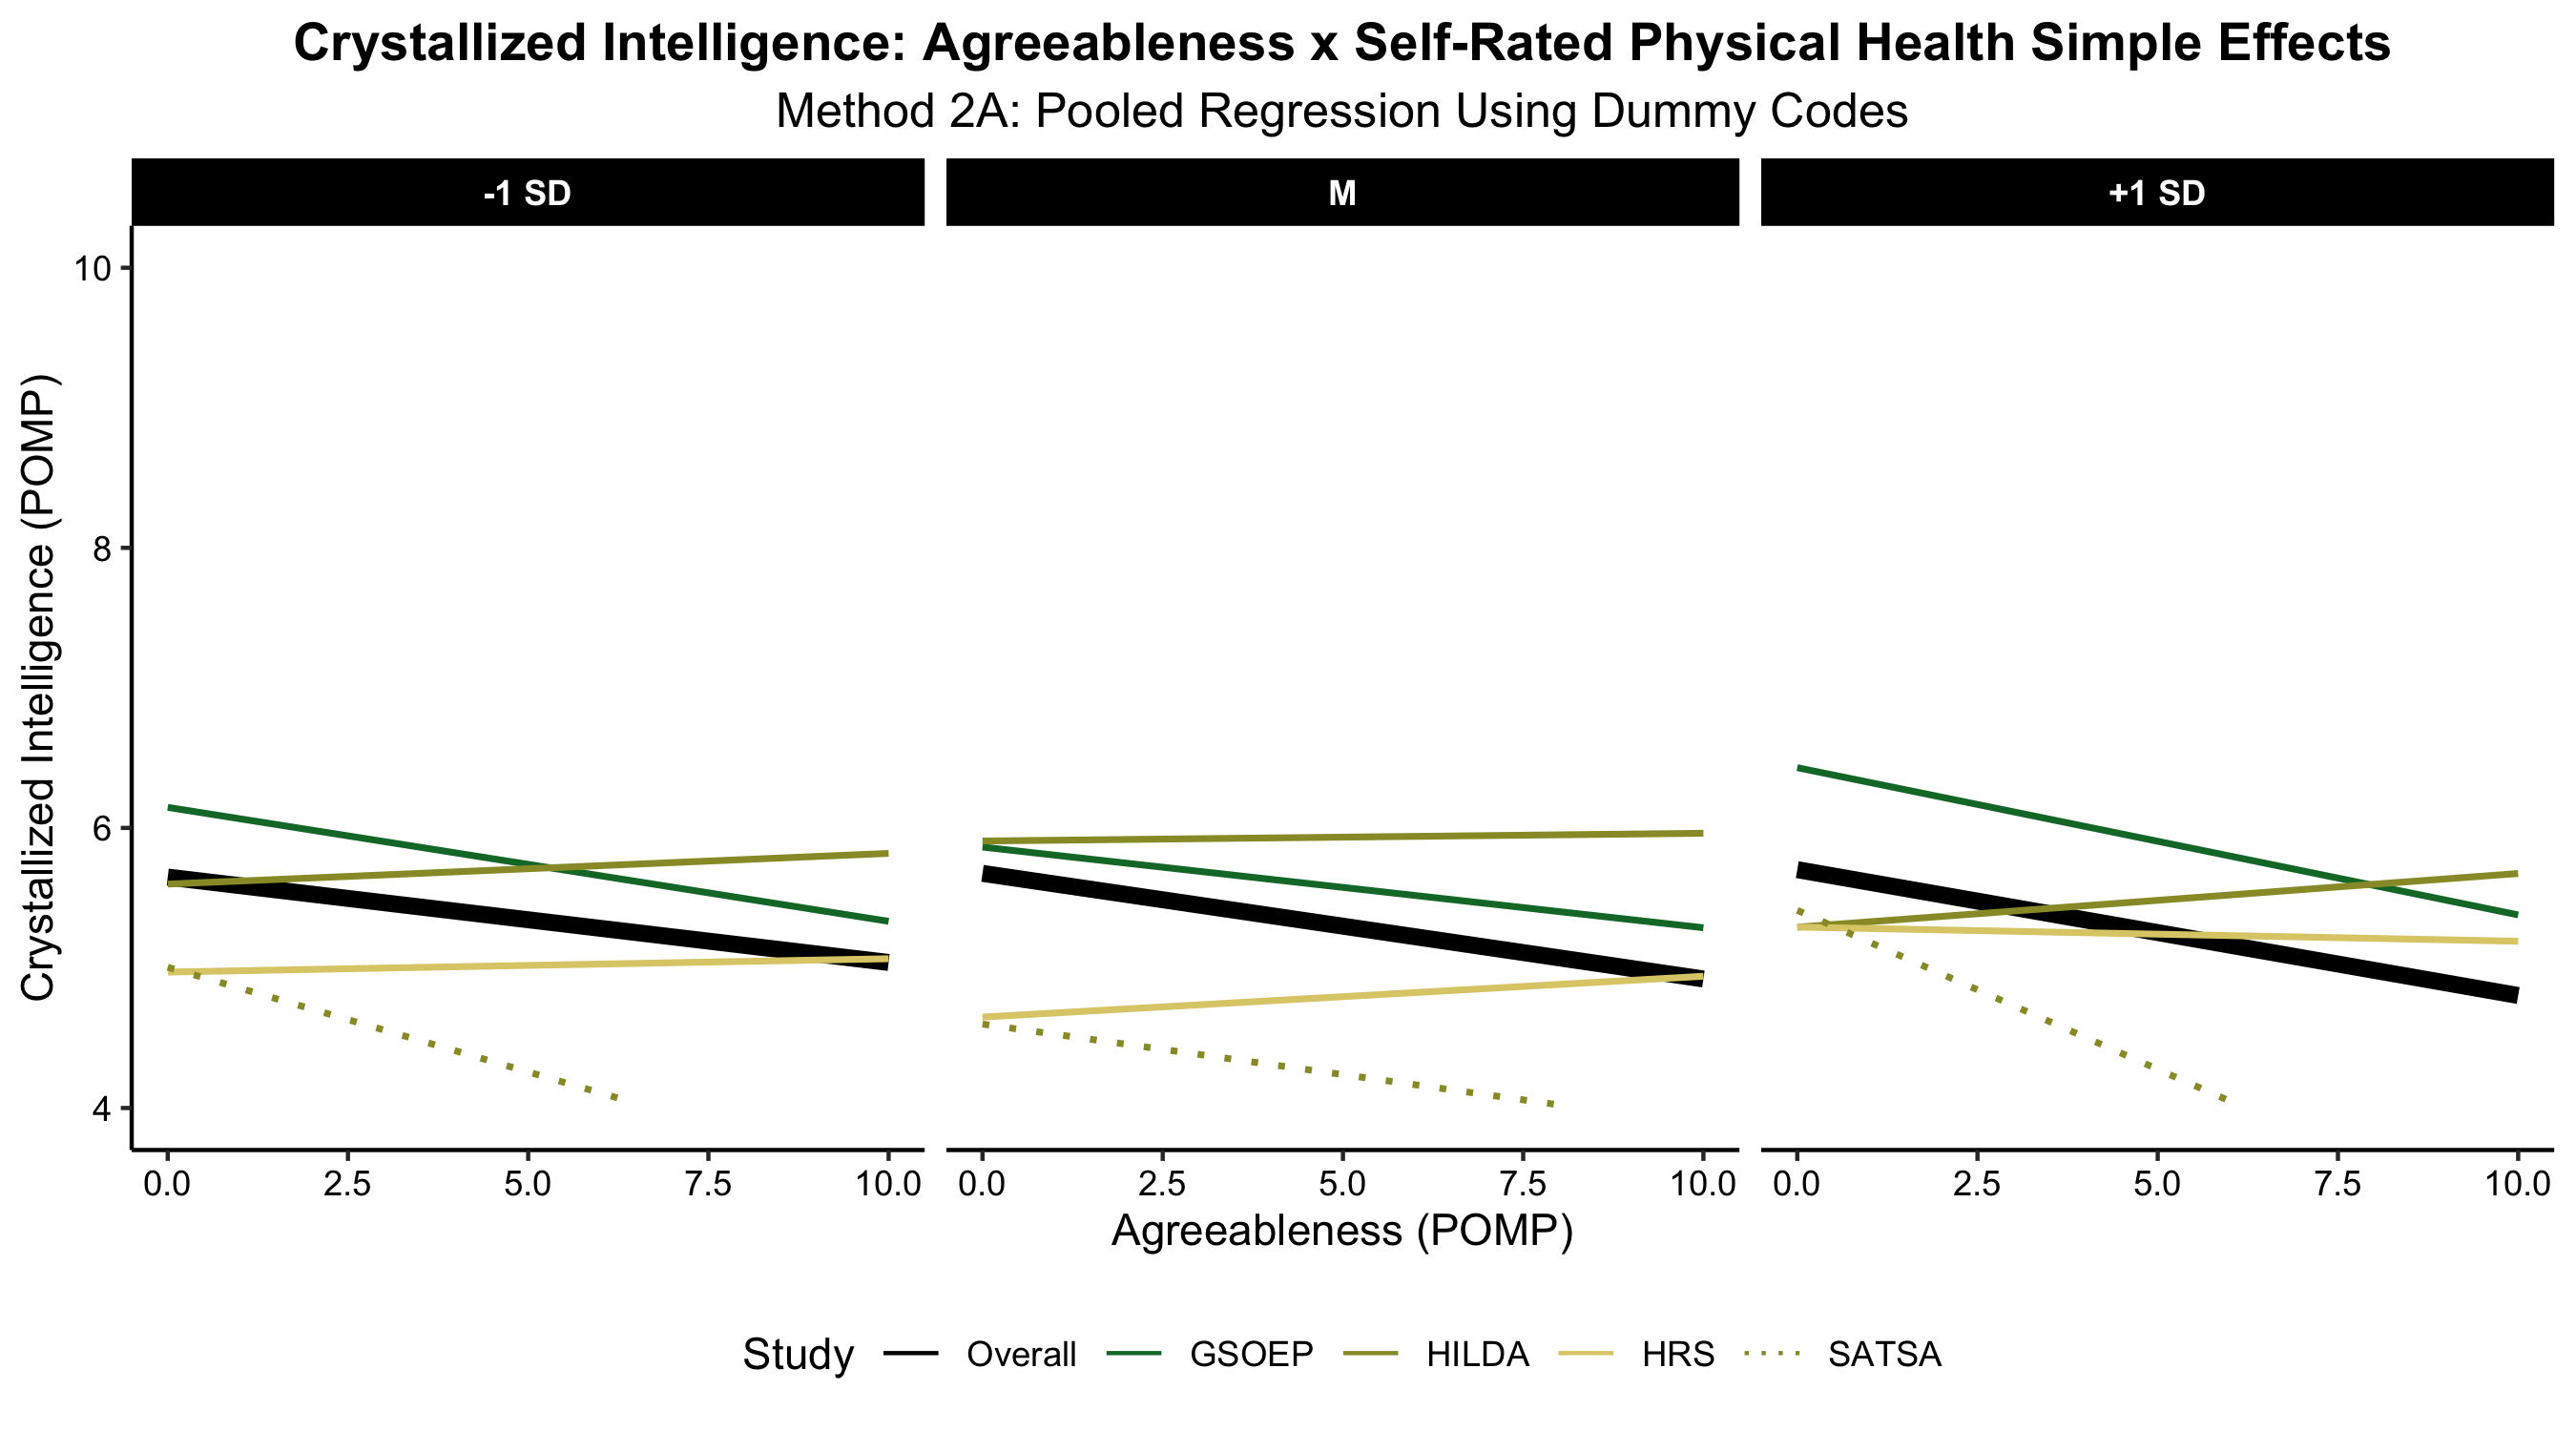 Crystallized Intelligence: Agreeableness x Self-Rated Physical Health Simple Effects
Method 2A: Pooled Regression Using Dummy Codes
-1 SD M +1 SD
Crystallized Intelligence (POMP)
10
8
6
4
0.0 2.5 5.0 7.5 10.0 0.0 2.5 5.0 7.5 10.0 0.0 2.5 5.0 7.5 10.0
Agreeableness (POMP)
Study Overall GSOEP HILDA HRS SATSA